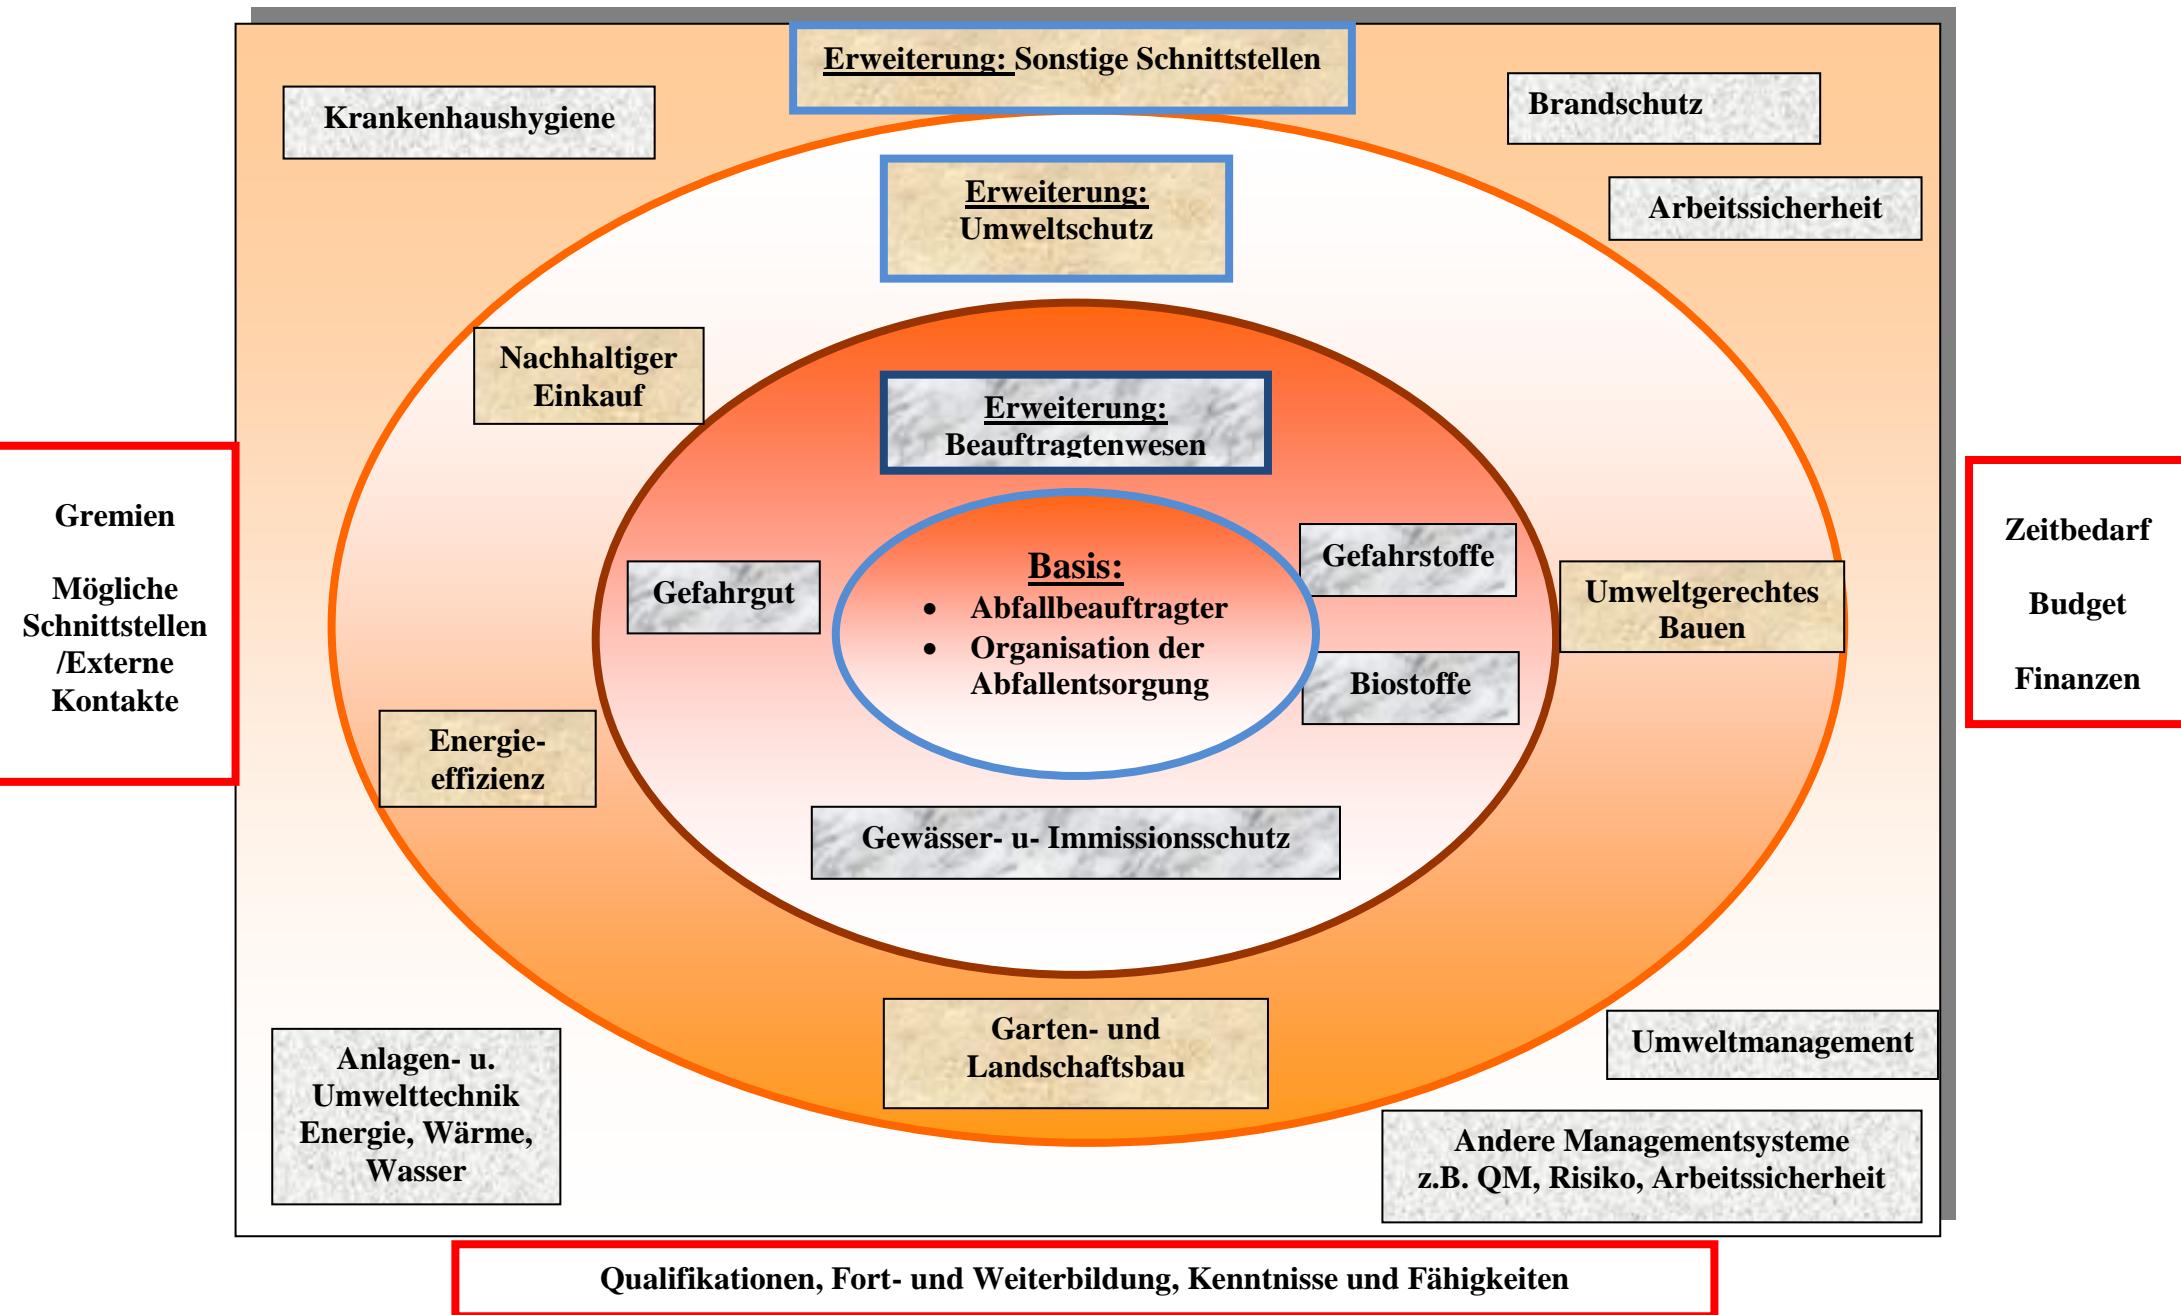 Erweiterung: Sonstige Schnittstellen
Krankenhaushygiene
Brandschutz
Arbeitssicherheit
Erweiterung:
Umweltschutz
Nachhaltiger
Einkauf
Erweiterung:
Beauftragtenwesen
Gremien
Mögliche
Schnittstellen
/Externe
Kontakte
Gefahrgut
Basis:
• Abfallbeauftragter
• Organisation der
Abfallentsorgung
Gefahrstoffe
Biostoffe
Umweltgerechtes
Bauen
Zeitbedarf
Budget
Finanzen
Energie-
effizienz
Gewässer- u- Immissionsschutz
Garten- und
Landschaftsbau
Anlagen- u.
Umwelttechnik
Energie, Wärme,
Wasser
Umweltmanagement
Andere Managementsysteme
z.B. QM, Risiko, Arbeitssicherheit
Qualifikationen, Fort- und Weiterbildung, Kenntnisse und Fähigkeiten